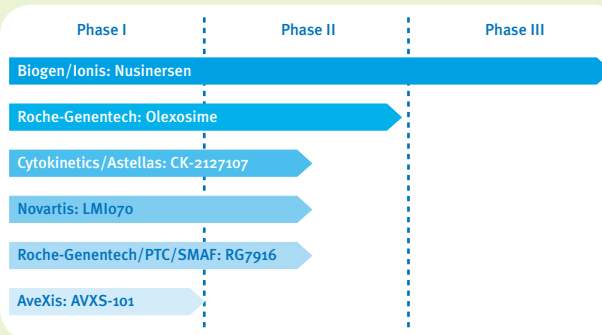 Phase I Phase II Phase III
Biogen/Ionis: Nusinersen
Roche-Genentech: Olexosime
Cytokinetics/Astellas: CK-2127107
Novartis: LMI070
Roche-Genentech/PTC/SMAF: RG7916
AveXis: AVXS-101